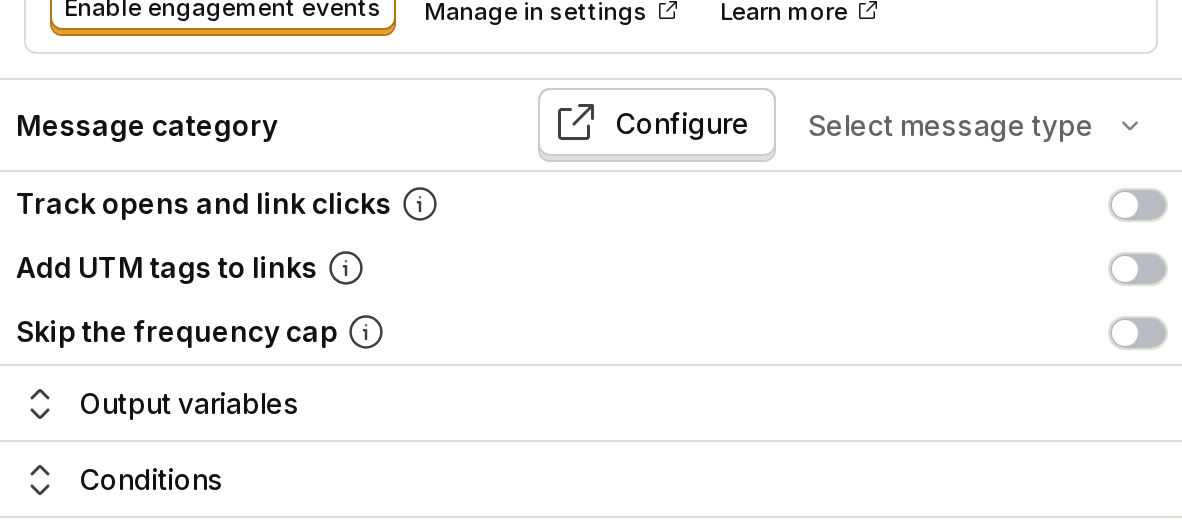 Enable engagement events Manage in settings Learn more
Message category Configure Select message type
Track opens and link clicks
Add UTM tags to links
Skip the frequency cap
Output variables
Conditions